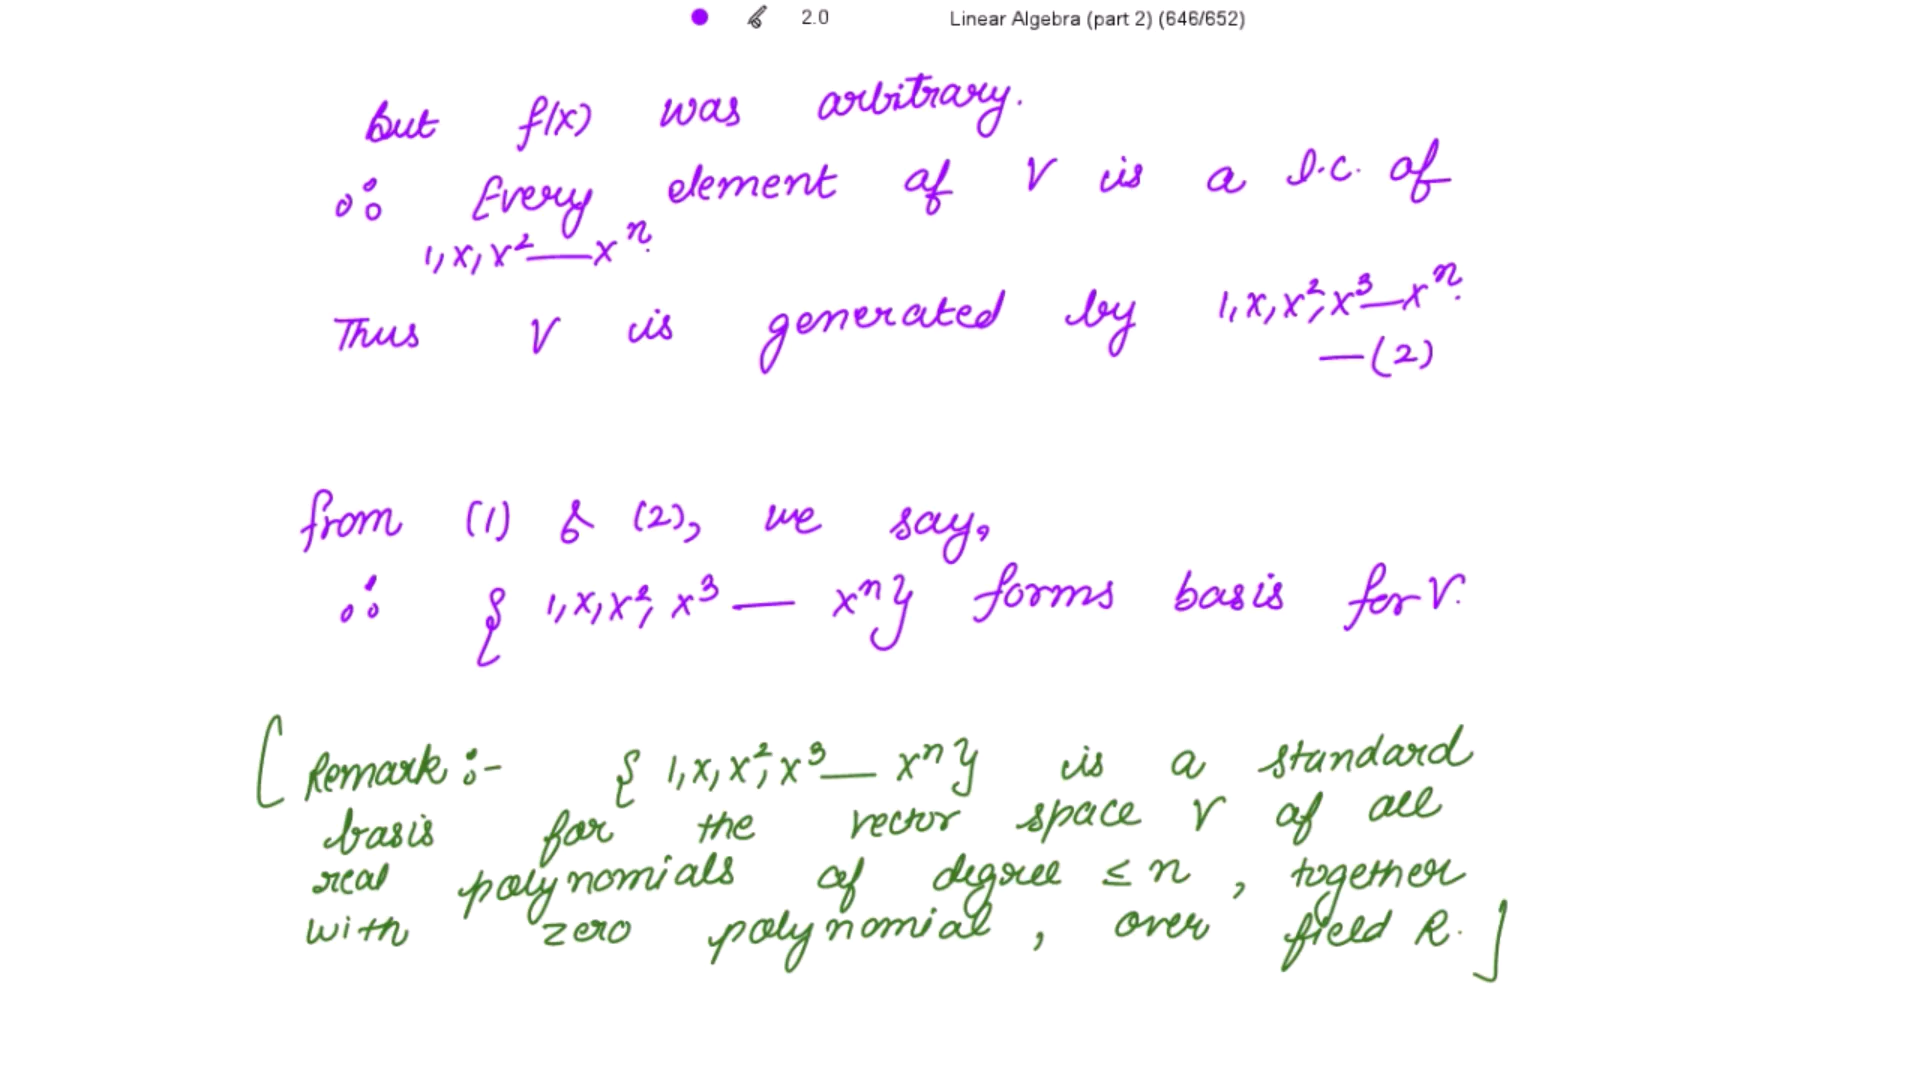 2.0 Linear Algebra (part 2) (646/652)
but f(x) was arbitrary.
∴ Every element of V is a l.c. of
1, x, x² — xⁿ.
Thus V is generated by 1, x, x², x³ — xⁿ.
— (2)
from (1) & (2), we say,
∴ { 1, x, x², x³ — xⁿ} forms basis for V.
[ Remark :- { 1, x, x², x³ — xⁿ } is a standard
basis for the vector space V of all
real polynomials of degree ≤ n , together
with zero polynomial , over field R. ]